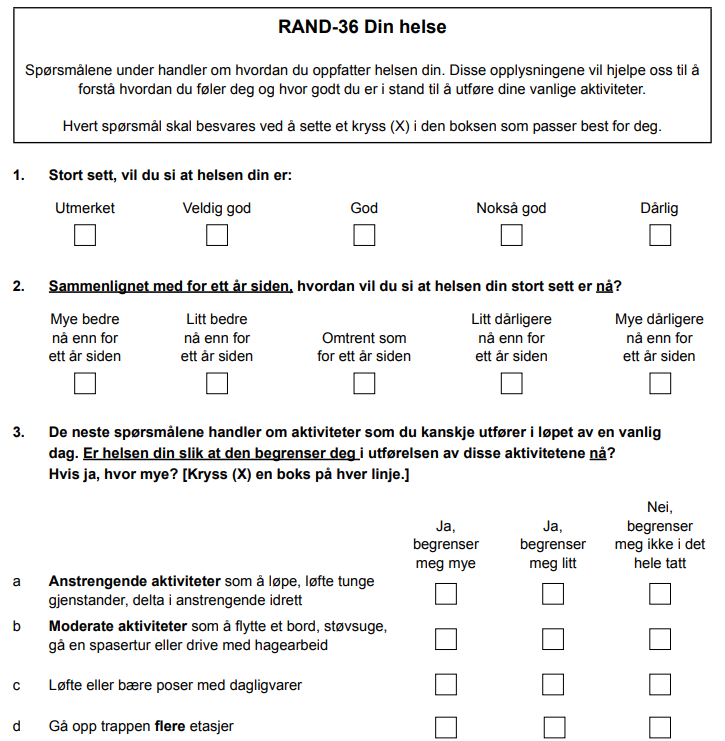 RAND-36 Din helse
Spørsmålene under handler om hvordan du oppfatter helsen din. Disse opplysningene vil hjelpe oss til å
forstå hvordan du føler deg og hvor godt du er i stand til å utføre dine vanlige aktiviteter.
Hvert spørsmål skal besvares ved å sette et kryss (X) i den boksen som passer best for deg.
1. Stort sett, vil du si at helsen din er:
Utmerket Veldig god God Nokså god Dårlig
2. Sammenlignet med for ett år siden, hvordan vil du si at helsen din stort sett er nå?
Mye bedre
nå enn for
ett år siden
Litt bedre
nå enn for
ett år siden
Omtrent som
for ett år siden
Litt dårligere
nå enn for
ett år siden
Mye dårligere
nå enn for
ett år siden
3. De neste spørsmålene handler om aktiviteter som du kanskje utfører i løpet av en vanlig
dag. Er helsen din slik at den begrenser deg i utførelsen av disse aktivitetene nå?
Hvis ja, hvor mye? [Kryss (X) en boks på hver linje.]
Ja,
begrenser
meg mye
Ja,
begrenser
meg litt
Nei,
begrenser
meg ikke i det
hele tatt
a Anstrengende aktiviteter som å løpe, løfte tunge
gjenstander, delta i anstrengende idrett
b Moderate aktiviteter som å flytte et bord, støvsuge,
gå en spasertur eller drive med hagearbeid
c Løfte eller bære poser med dagligvarer
d Gå opp trappen flere etasjer